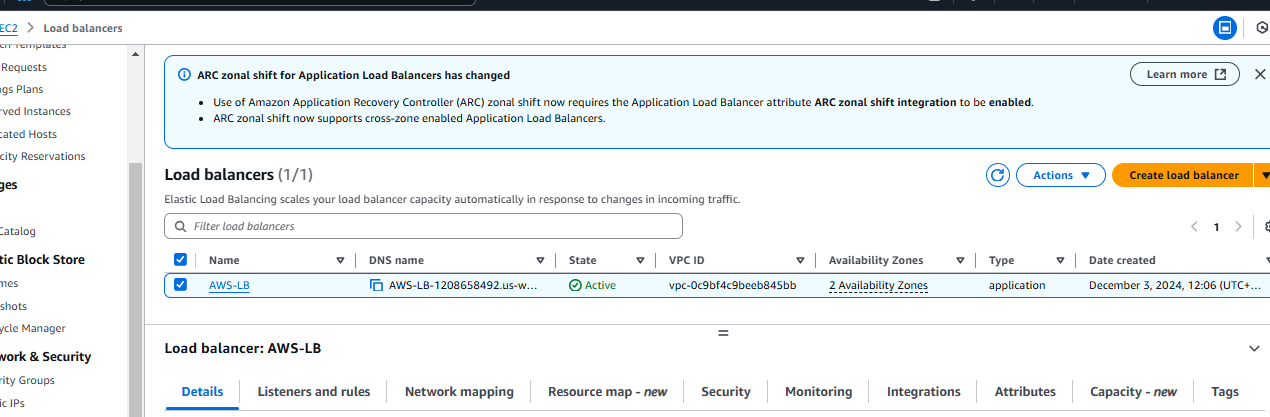 EC2 > Load balancers
Requests
ngs Plans
rved Instances
cated Hosts
city Reservations
ges
Catalog
tic Block Store
mes
shots
ycle Manager
work & Security
rity Groups
ic IPs
ARC zonal shift for Application Load Balancers has changed
Learn more
• Use of Amazon Application Recovery Controller (ARC) zonal shift now requires the Application Load Balancer attribute ARC zonal shift integration to be enabled.
• ARC zonal shift now supports cross-zone enabled Application Load Balancers.
Load balancers (1/1)
Actions
Create load balancer
Elastic Load Balancing scales your load balancer capacity automatically in response to changes in incoming traffic.
Filter load balancers
1
Name DNS name State VPC ID Availability Zones Type Date created
AWS-LB AWS-LB-1208658492.us-w... Active vpc-0c9bf4c9beeb845bb 2 Availability Zones application December 3, 2024, 12:06 (UTC+...
Load balancer: AWS-LB
Details Listeners and rules Network mapping Resource map - new Security Monitoring Integrations Attributes Capacity - new Tags